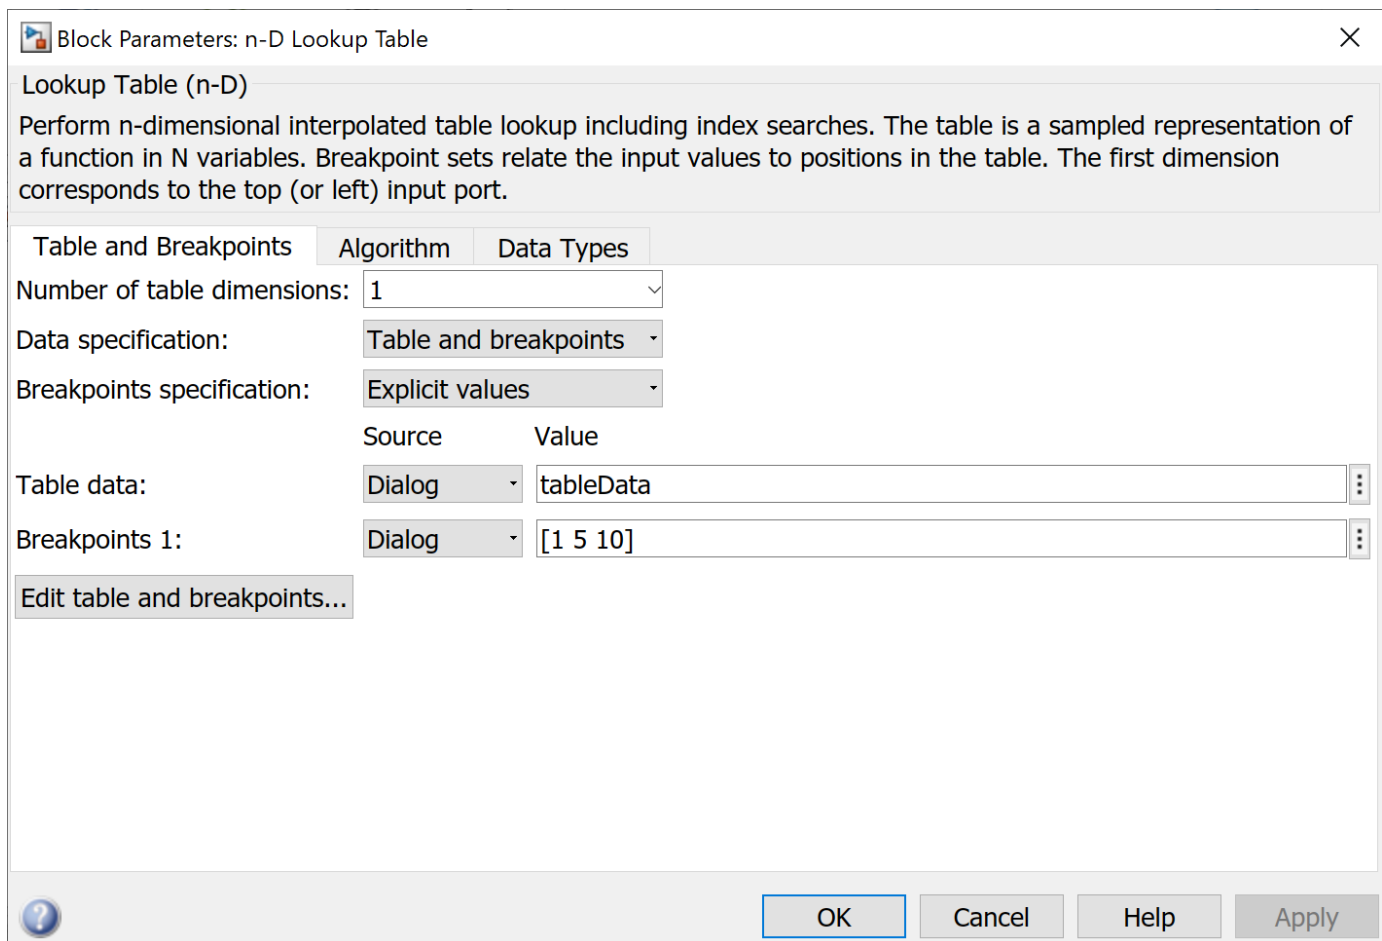 Block Parameters: n-D Lookup Table
Lookup Table (n-D)
Perform n-dimensional interpolated table lookup including index searches. The table is a sampled representation of
a function in N variables. Breakpoint sets relate the input values to positions in the table. The first dimension
corresponds to the top (or left) input port.
Table and Breakpoints Algorithm Data Types
Number of table dimensions: 1
Data specification: Table and breakpoints
Breakpoints specification: Explicit values
Source Value
Table data: Dialog tableData
Breakpoints 1: Dialog [1 5 10]
Edit table and breakpoints...
? OK Cancel Help Apply